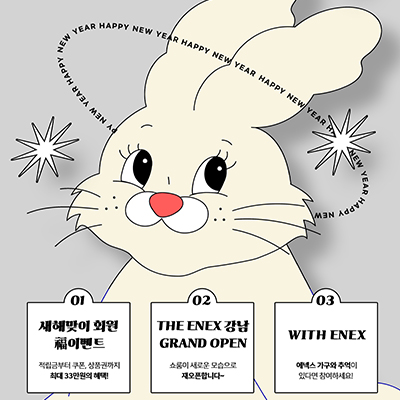 PY NEW YEAR HAPPY NEW YEAR HAPPY NEW YEAR HAPPY NEW YEAR HAPPY NEW YEAR HAPPY NEW YEAR HAPPY NEW
01
새해맞이 회원
福이벤트
적립금부터 쿠폰, 상품권까지
최대 33만원의 혜택!
02
THE ENEX 강남
GRAND OPEN
쇼룸이 새로운 모습으로
재오픈합니다~
03
WITH ENEX
에넥스 가구와 추억이
있다면 참여하세요!